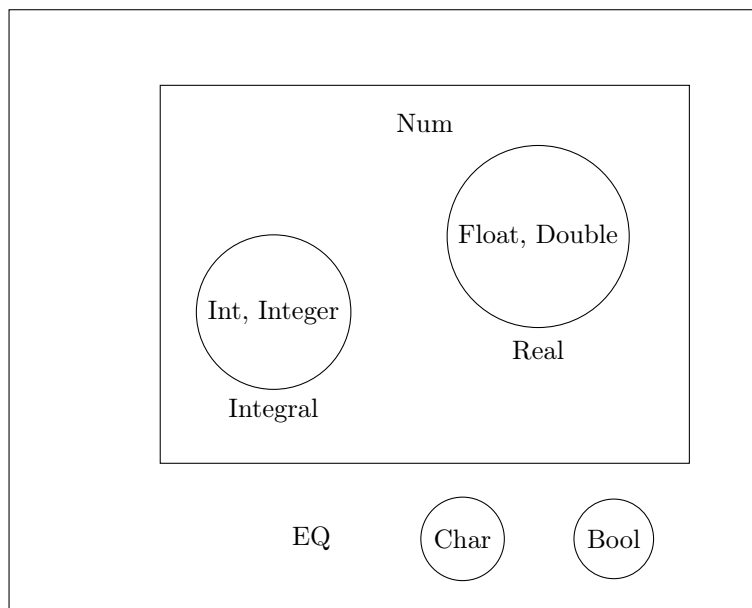 Num
Float, Double
Int, Integer
Real
Integral
EQ
Char
Bool